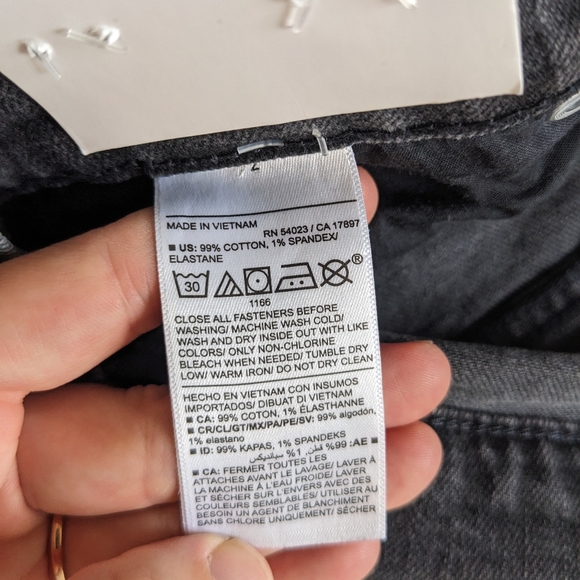 MADE IN VIETNAM
RN 54023 / CA 17897
■ US: 99% COTTON, 1% SPANDEX/
ELASTANE
30 ®
1166
CLOSE ALL FASTENERS BEFORE
WASHING/ MACHINE WASH COLD/
WASH AND DRY INSIDE OUT WITH LIKE
COLORS/ ONLY NON-CHLORINE
BLEACH WHEN NEEDED/ TUMBLE DRY
LOW/ WARM IRON/ DO NOT DRY CLEAN
HECHO EN VIETNAM CON INSUMOS
IMPORTADOS/ DIBUAT DI VIETNAM
■ CA: 99% COTON, 1% ÉLASTHANNE
■ CR/CL/GT/MX/PA/PE/SV: 99% algodón,
1% elastano
■ ID: 99% KAPAS, 1% SPANDEKS
■ AE: 99% قطن, 1% سباندیکس
■ CA: FERMER TOUTES LES
ATTACHES AVANT LE LAVAGE/ LAVER À
LA MACHINE À L'EAU FROIDE/ LAVER
ET SÉCHER SUR L'ENVERS AVEC DES
COULEURS SEMBLABLES/ UTILISER AU
BESOIN UN AGENT DE BLANCHIMENT
SANS CHLORE UNIQUEMENT/ SÉCHER